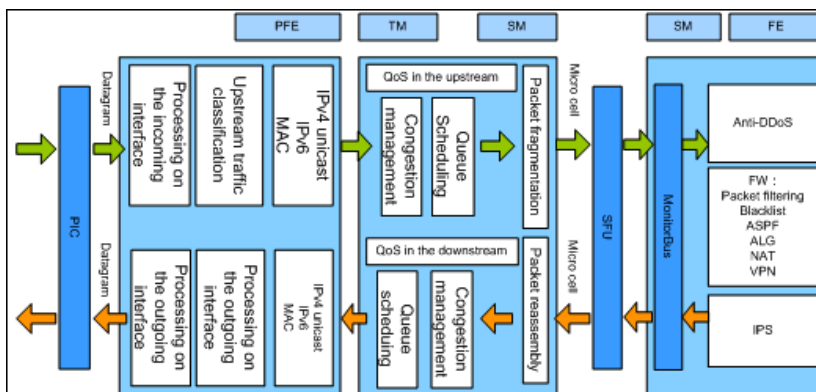 PFE
TM
SM
SM
FE
PIC
Datagram
Processing on
the incoming
interface
Upstream traffic
classification
IPv4 unicast
IPv6
MAC
QoS in the upstream
Congestion
management
Queue
Scheduling
Packet fragmentation
Micro cell
SFU
MonitorBus
Anti-DDoS
FW :
Packet filtering
Blacklist
ASPF
ALG
NAT
VPN
IPS
Datagram
Processing on
the outgoing
interface
Processing on
the outgoing
interface
IPv4 unicast
IPv6
MAC
QoS in the downstream
Queue
scheduling
Congestion
management
Packet reassembly
Micro cell